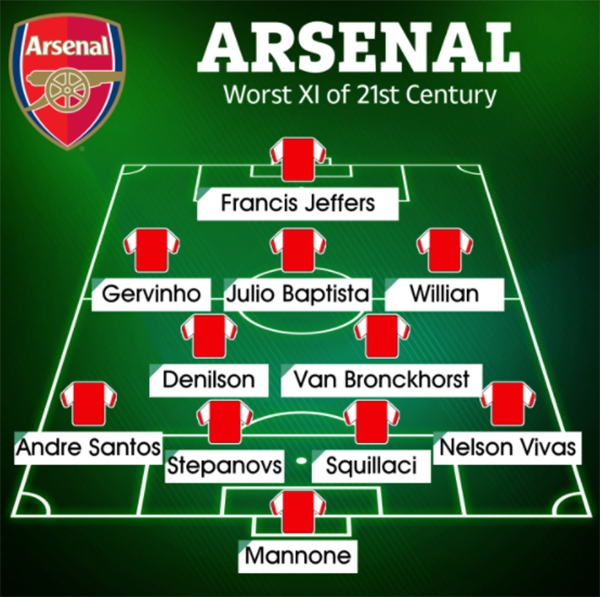 Arsenal
ARSENAL
Worst XI of 21st Century
Francis Jeffers
Gervinho
Julio Baptista
Willian
Denilson
Van Bronckhorst
Andre Santos
Stepanovs
Squillaci
Nelson Vivas
Mannone